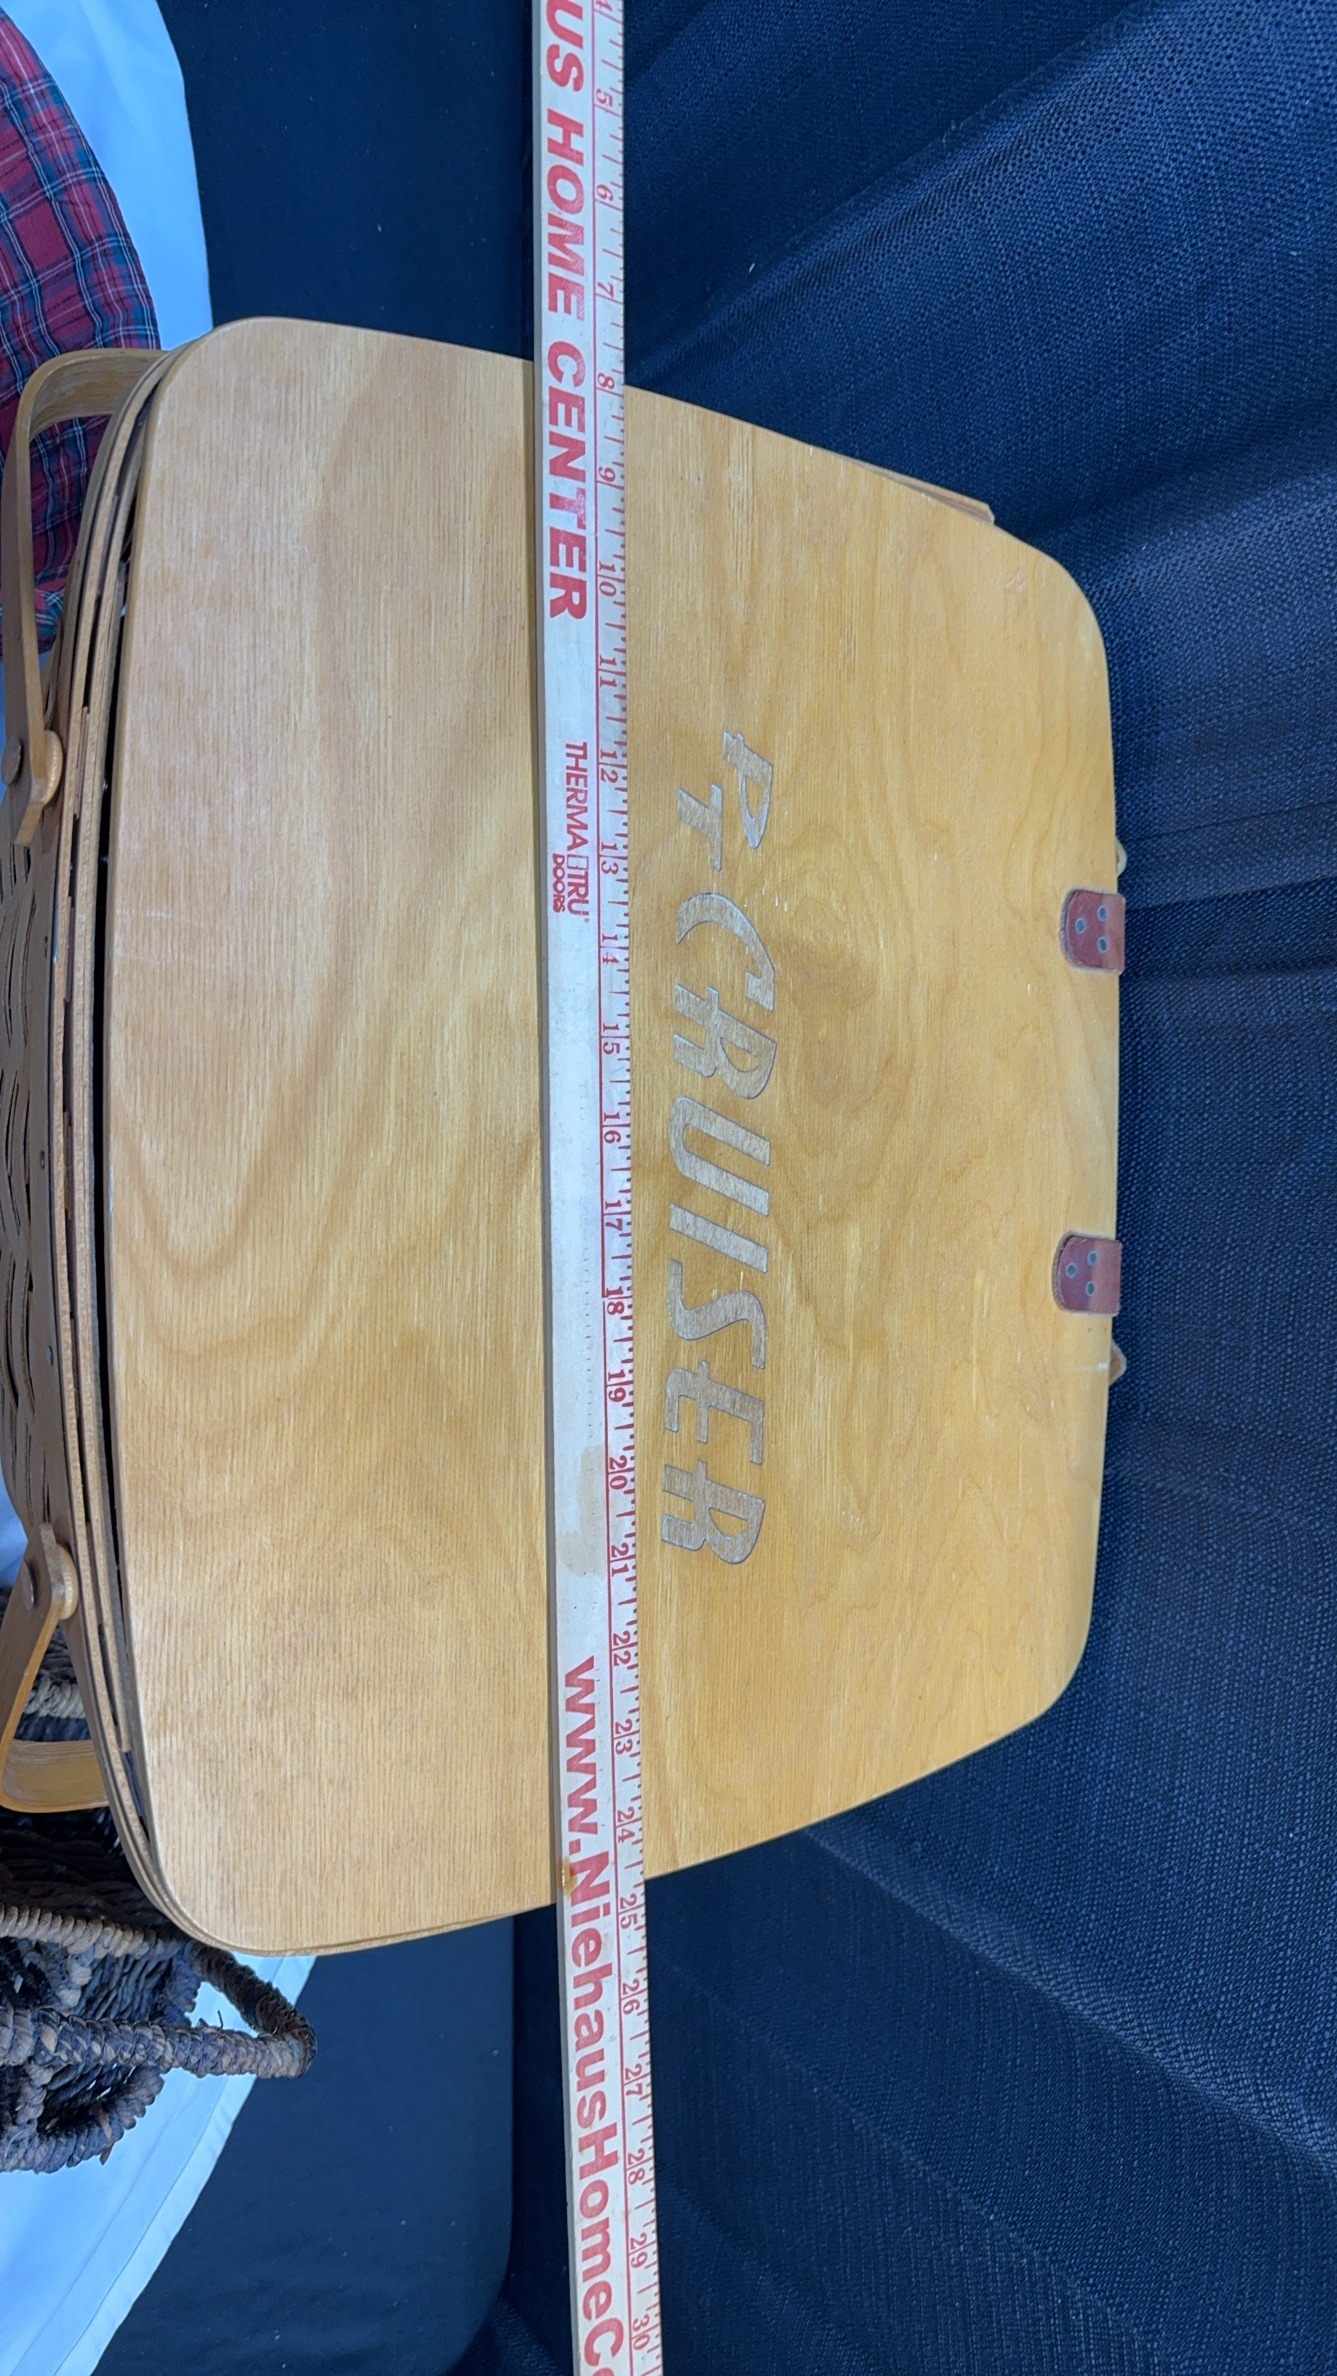 US HOME CENTER
THERMA TRU®
DOORS
www.NiehausHomeC
4 5 6 7 8 9 10 11 12 13 14 15 16 17 18 19 20 21 22 23 24 25 26 27 28 29 30
PT CRUISER